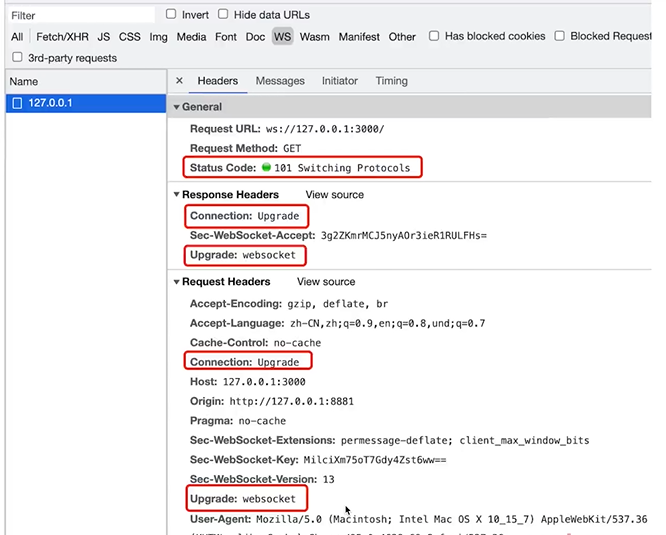 Filter Invert Hide data URLs
All Fetch/XHR JS CSS Img Media Font Doc WS Wasm Manifest Other Has blocked cookies Blocked Request
3rd-party requests
Name × Headers Messages Initiator Timing
127.0.0.1
General
Request URL: ws://127.0.0.1:3000/
Request Method: GET
Status Code: 101 Switching Protocols
Response Headers View source
Connection: Upgrade
Sec-WebSocket-Accept: 3g2ZKmrMCJ5nyAOr3ieR1RULFHs=
Upgrade: websocket
Request Headers View source
Accept-Encoding: gzip, deflate, br
Accept-Language: zh-CN,zh;q=0.9,en;q=0.8,und;q=0.7
Cache-Control: no-cache
Connection: Upgrade
Host: 127.0.0.1:3000
Origin: http://127.0.0.1:8881
Pragma: no-cache
Sec-WebSocket-Extensions: permessage-deflate; client_max_window_bits
Sec-WebSocket-Key: MilciXm75oT7Gdy4Zst6ww==
Sec-WebSocket-Version: 13
Upgrade: websocket
User-Agent: Mozilla/5.0 (Macintosh; Intel Mac OS X 10_15_7) AppleWebKit/537.36